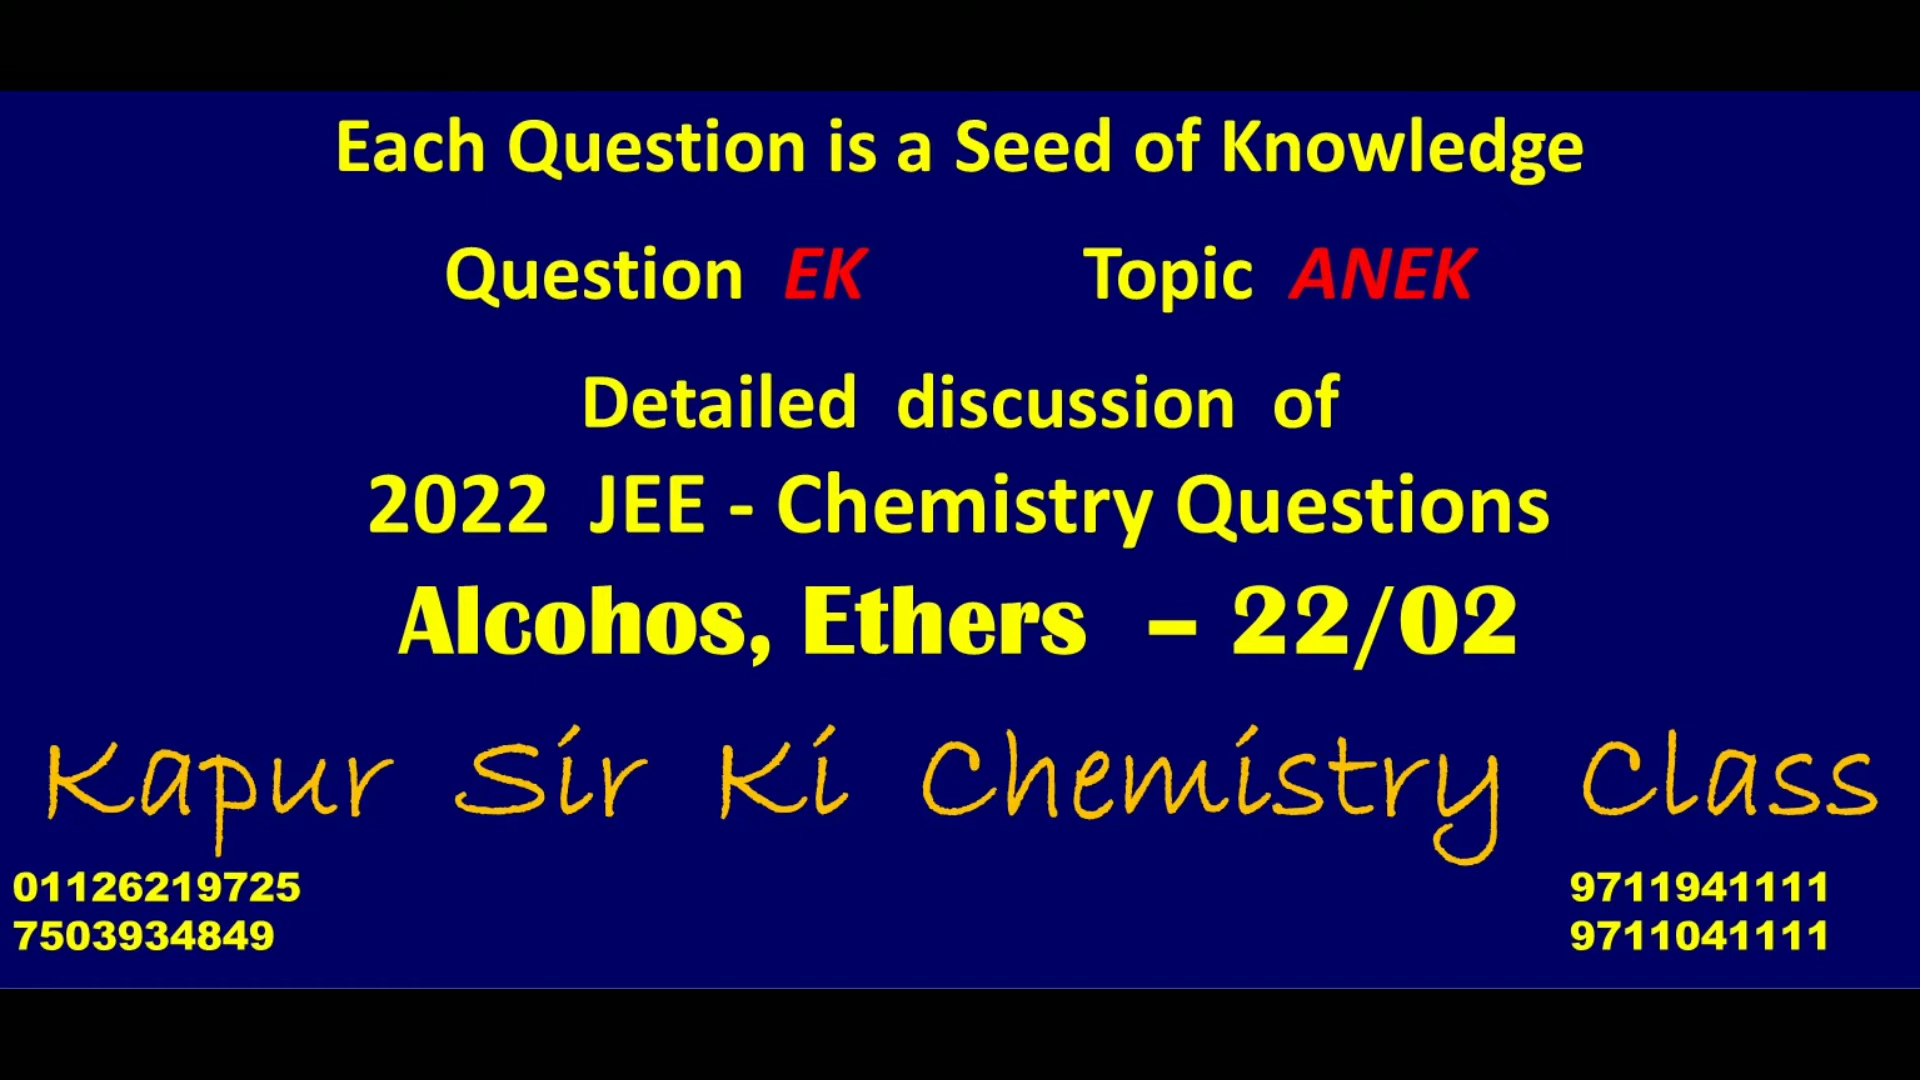 Each Question is a Seed of Knowledge
Question EK Topic ANEK
Detailed discussion of
2022 JEE - Chemistry Questions
Alcohos, Ethers – 22/02
Kapur Sir Ki Chemistry Class
01126219725 9711941111
7503934849 9711041111